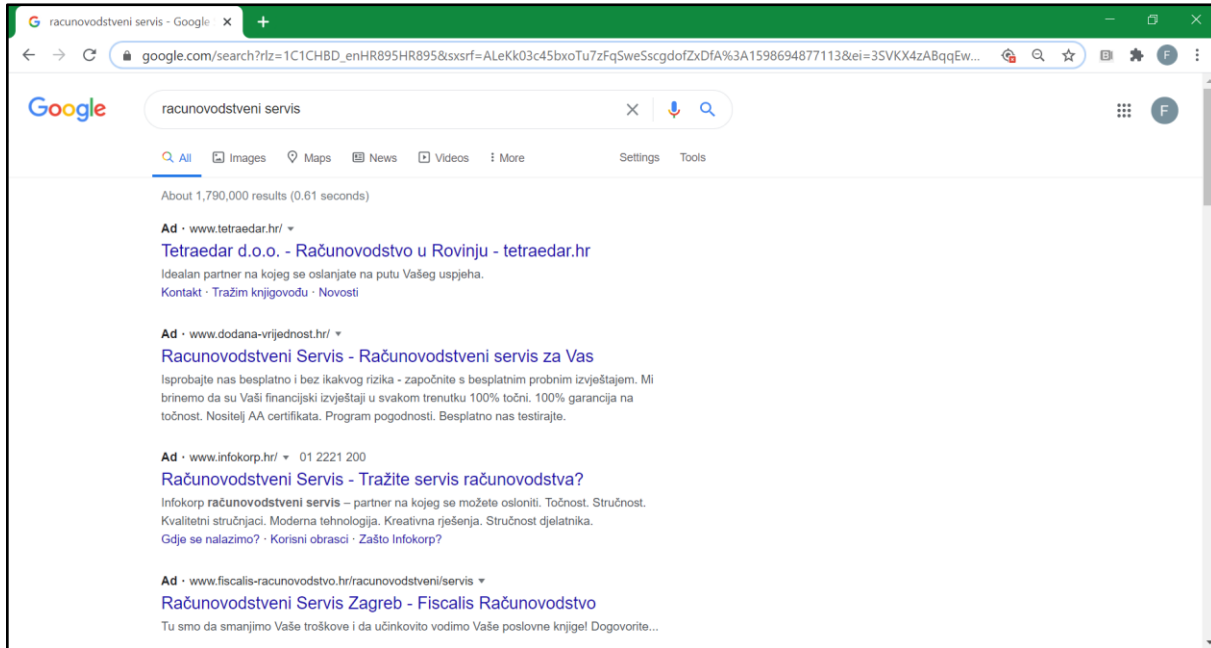 racunovodstveni servis - Google
google.com/search?rlz=1C1CHBD_enHR895HR895&sxsrf=ALeKk03c45bxoTu7zFqSweSscgdofZxDfA%3A1598694877113&ei=3SVKX4zABqqEw...
F
Google
racunovodstveni servis
F
All Images Maps News Videos More Settings Tools
About 1,790,000 results (0.61 seconds)
Ad · www.tetraedar.hr/
Tetraedar d.o.o. - Računovodstvo u Rovinju - tetraedar.hr
Idealan partner na kojeg se oslanjate na putu Vašeg uspjeha.
Kontakt · Tražim knjigovođu · Novosti
Ad · www.dodana-vrijednost.hr/
Racunovodstveni Servis - Računovodstveni servis za Vas
Isprobajte nas besplatno i bez ikakvog rizika - započnite s besplatnim probnim izvještajem. Mi
brinemo da su Vaši financijski izvještaji u svakom trenutku 100% točni. 100% garancija na
točnost. Nositelj AA certifikata. Program pogodnosti. Besplatno nas testirajte.
Ad · www.infokorp.hr/ 01 2221 200
Računovodstveni Servis - Tražite servis računovodstva?
Infokorp računovodstveni servis – partner na kojeg se možete osloniti. Točnost. Stručnost.
Kvalitetni stručnjaci. Moderna tehnologija. Kreativna rješenja. Stručnost djelatnika.
Gdje se nalazimo? · Korisni obrasci · Zašto Infokorp?
Ad · www.fiscalis-racunovodstvo.hr/racunovodstveni/servis
Računovodstveni Servis Zagreb - Fiscalis Računovodstvo
Tu smo da smanjimo Vaše troškove i da učinkovito vodimo Vaše poslovne knjige! Dogovorite...